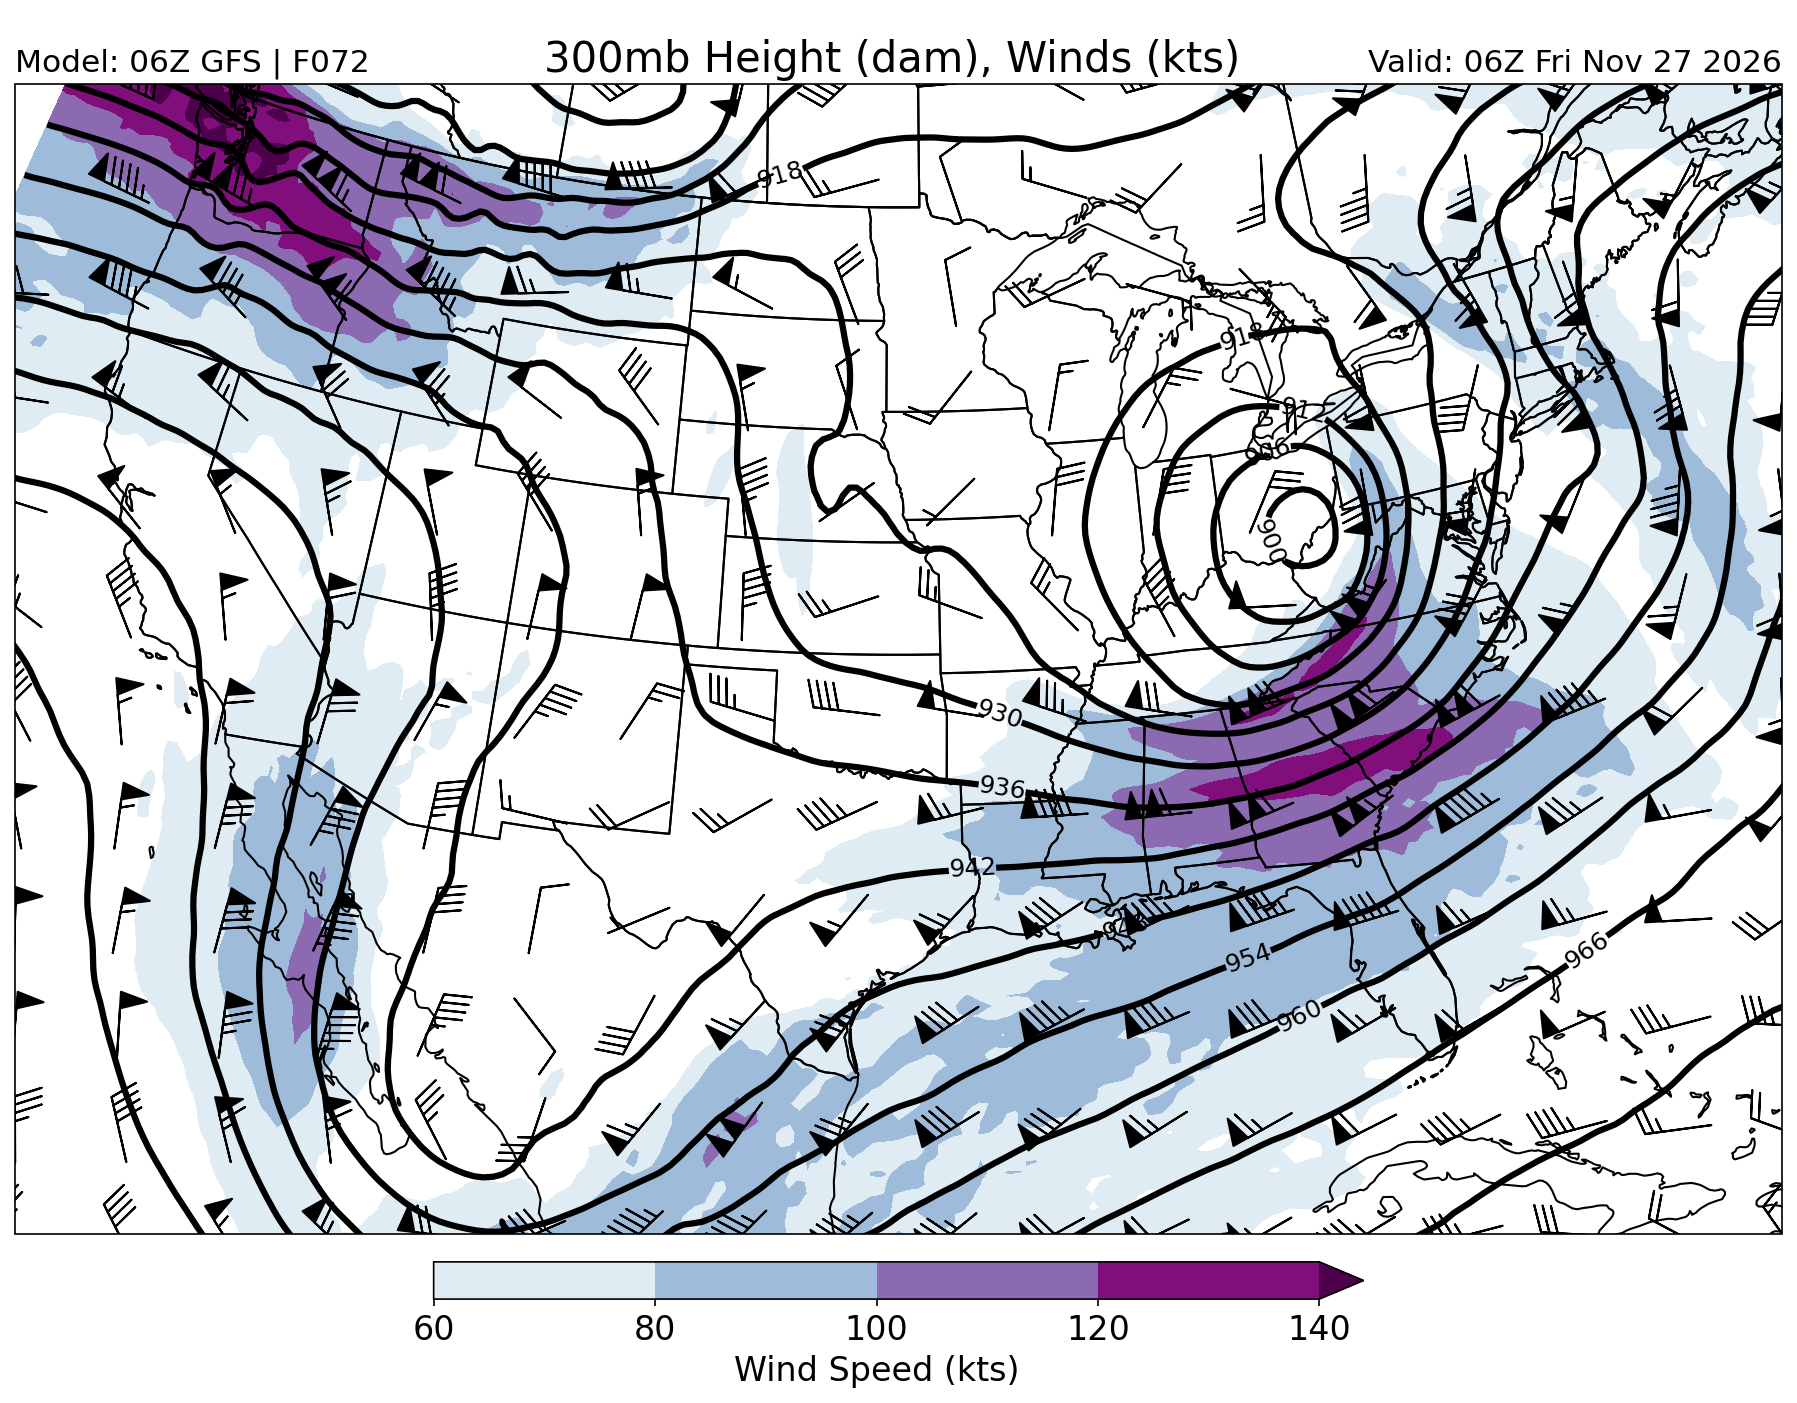 Model: 06Z GFS | F072
300mb Height (dam), Winds (kts)
Valid: 06Z Fri Nov 27 2026
918
918
912
906
900
930
936
942
948
954
960
966
60 80 100 120 140
Wind Speed (kts)